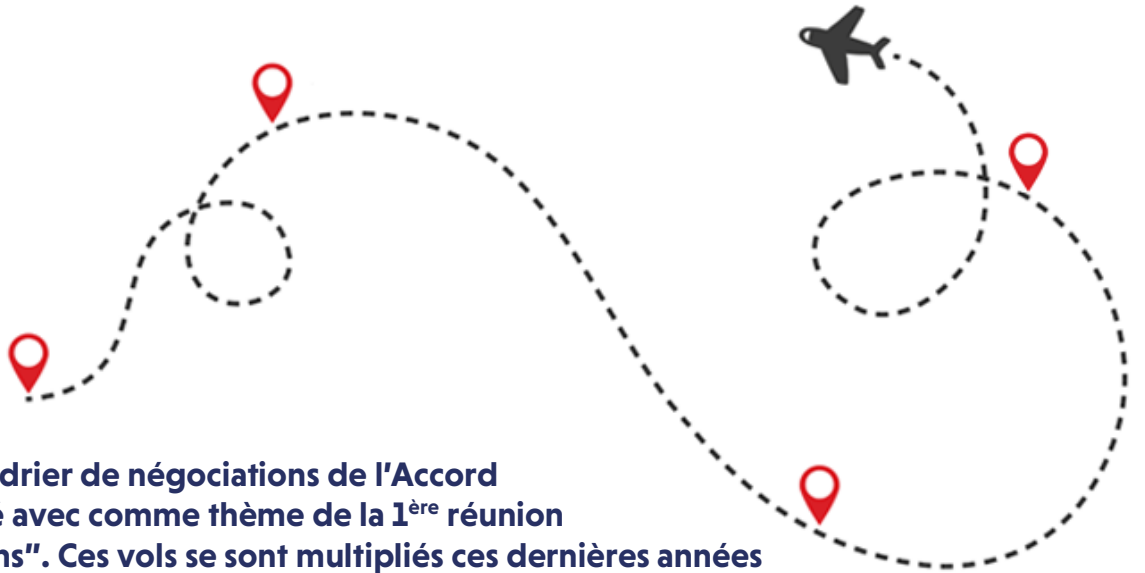 drier de négociations de l'Accord
avec comme thème de la 1ère réunion
ns". Ces vols se sont multipliés ces dernières années